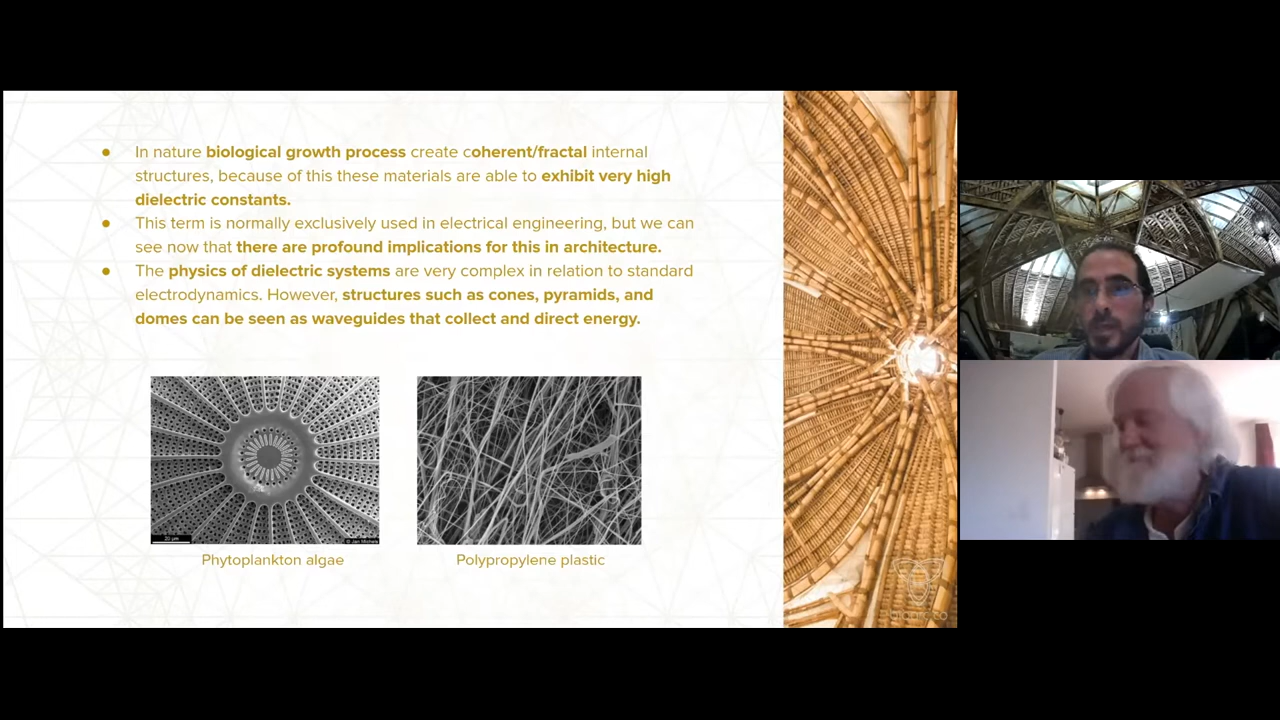 ● In nature biological growth process create coherent/fractal internal
structures, because of this these materials are able to exhibit very high
dielectric constants.
● This term is normally exclusively used in electrical engineering, but we can
see now that there are profound implications for this in architecture.
● The physics of dielectric systems are very complex in relation to standard
electrodynamics. However, structures such as cones, pyramids, and
domes can be seen as waveguides that collect and direct energy.
20 µm
Phytoplankton algae
Polypropylene plastic